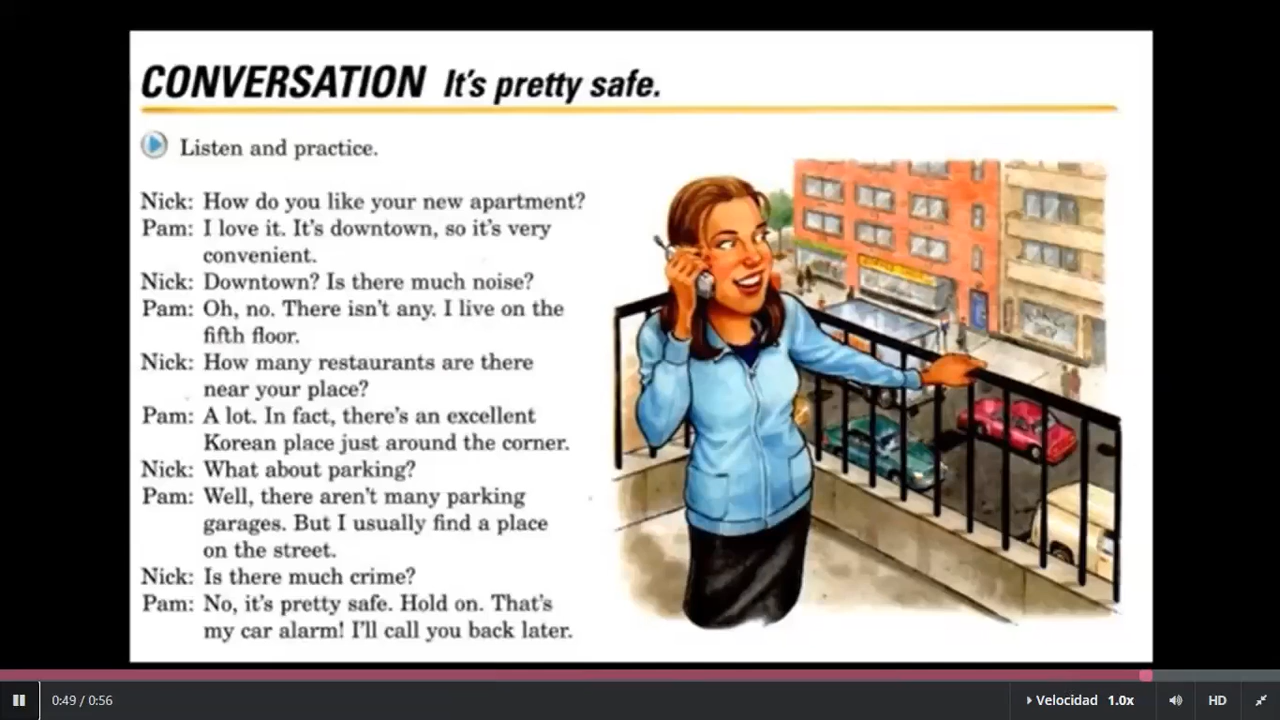 CONVERSATION It's pretty safe.
Listen and practice.
Nick: How do you like your new apartment?
Pam: I love it. It's downtown, so it's very
convenient.
Nick: Downtown? Is there much noise?
Pam: Oh, no. There isn't any. I live on the
fifth floor.
Nick: How many restaurants are there
near your place?
Pam: A lot. In fact, there's an excellent
Korean place just around the corner.
Nick: What about parking?
Pam: Well, there aren't many parking
garages. But I usually find a place
on the street.
Nick: Is there much crime?
Pam: No, it's pretty safe. Hold on. That's
my car alarm! I'll call you back later.
0:49 / 0:56
Velocidad 1.0x
HD